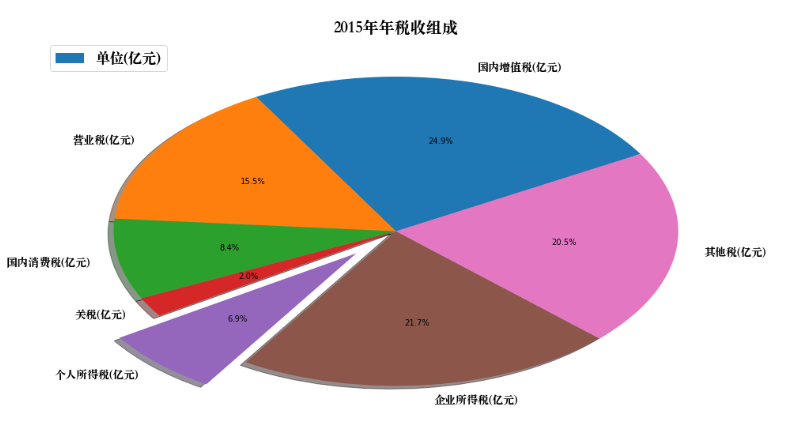 2015年年税收组成
单位(亿元)
国内增值税(亿元)
24.9%
营业税(亿元)
15.5%
20.5%
其他税(亿元)
8.4%
国内消费税(亿元)
2.0%
关税(亿元)
6.9%
21.7%
个人所得税(亿元)
企业所得税(亿元)